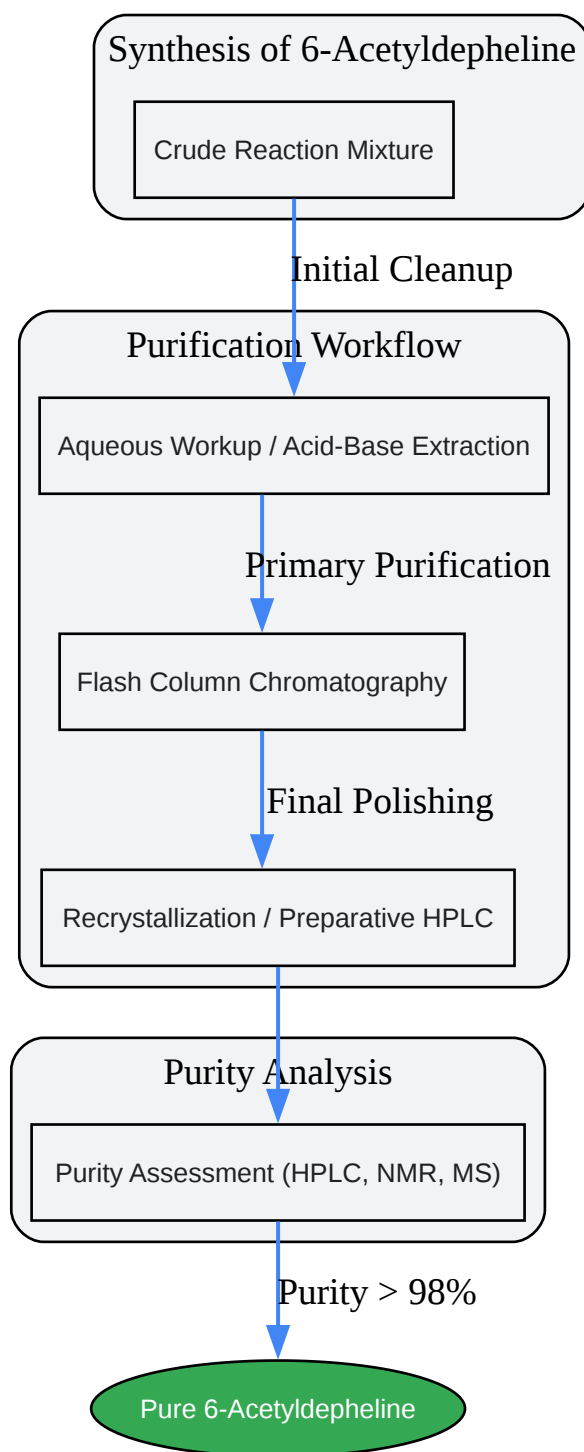 Synthesis of 6-Acetyldepheline
Crude Reaction Mixture
Initial Cleanup
Purification Workflow
Aqueous Workup / Acid-Base Extraction
Primary Purification
Flash Column Chromatography
Final Polishing
Recrystallization / Preparative HPLC
Purity Analysis
Purity Assessment (HPLC, NMR, MS)
Purity > 98%
Pure 6-Acetyldepheline